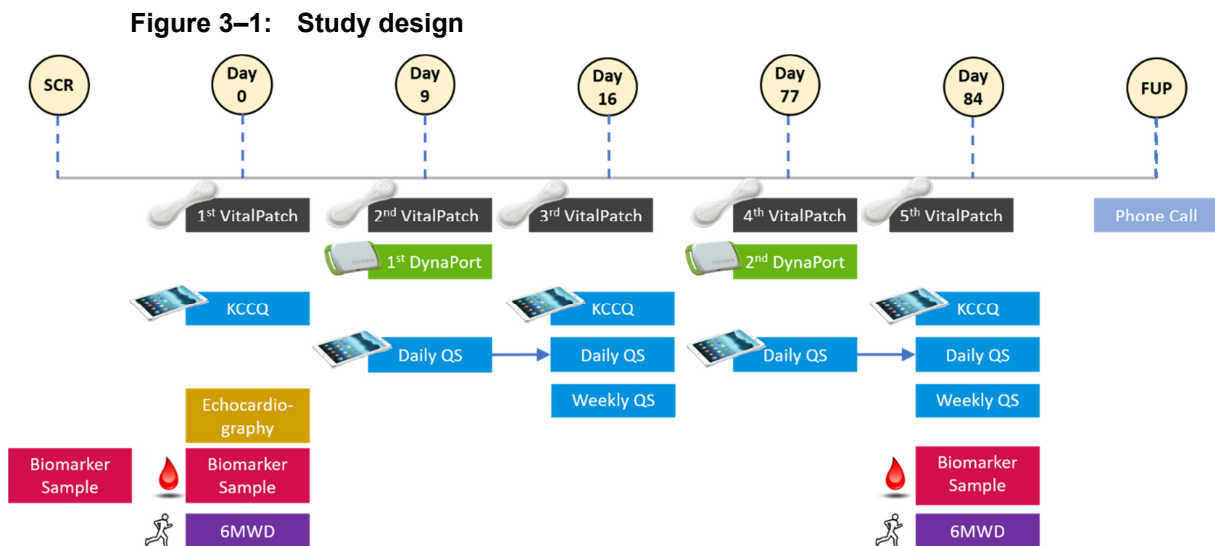 Figure 3–1: Study design
SCR
Day
0
Day
9
Day
16
Day
77
Day
84
FUP
1st VitalPatch
2nd VitalPatch
3rd VitalPatch
4th VitalPatch
5th VitalPatch
Phone Call
1st DynaPort
2nd DynaPort
KCCQ
KCCQ
KCCQ
Daily QS
Daily QS
Daily QS
Daily QS
Weekly QS
Weekly QS
Echocardio-
graphy
Biomarker
Sample
Biomarker
Sample
Biomarker
Sample
6MWD
6MWD